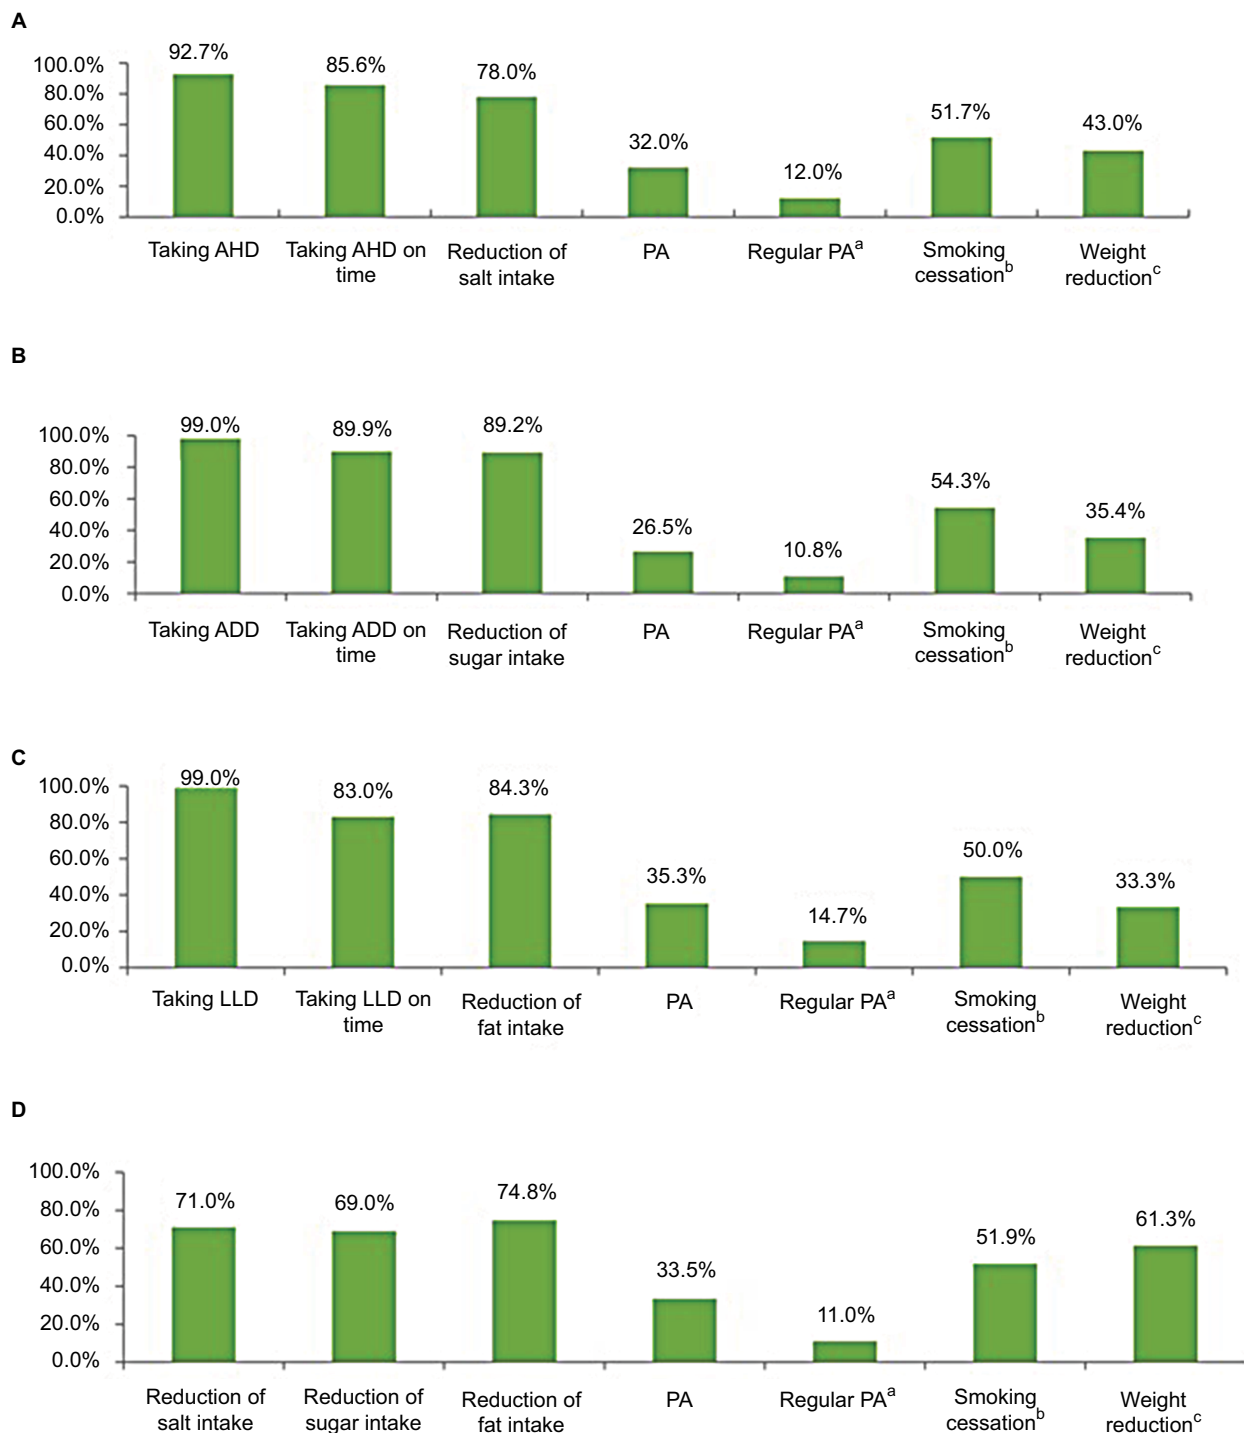 A
92.7%
85.6%
78.0%
32.0%
12.0%
51.7%
43.0%
100.0%
80.0%
60.0%
40.0%
20.0%
0.0%
Taking AHD
Taking AHD on
time
Reduction of
salt intake
PA
Regular PAa
Smoking
cessationb
Weight
reductionc
B
99.0%
89.9%
89.2%
26.5%
10.8%
54.3%
35.4%
100.0%
80.0%
60.0%
40.0%
20.0%
0.0%
Taking ADD
Taking ADD on
time
Reduction of
sugar intake
PA
Regular PAa
Smoking
cessationb
Weight
reductionc
C
99.0%
83.0%
84.3%
35.3%
14.7%
50.0%
33.3%
100.0%
80.0%
60.0%
40.0%
20.0%
0.0%
Taking LLD
Taking LLD on
time
Reduction of
fat intake
PA
Regular PAa
Smoking
cessationb
Weight
reductionc
D
71.0%
69.0%
74.8%
33.5%
11.0%
51.9%
61.3%
100.0%
80.0%
60.0%
40.0%
20.0%
0.0%
Reduction of
salt intake
Reduction of
sugar intake
Reduction of
fat intake
PA
Regular PAa
Smoking
cessationb
Weight
reductionc